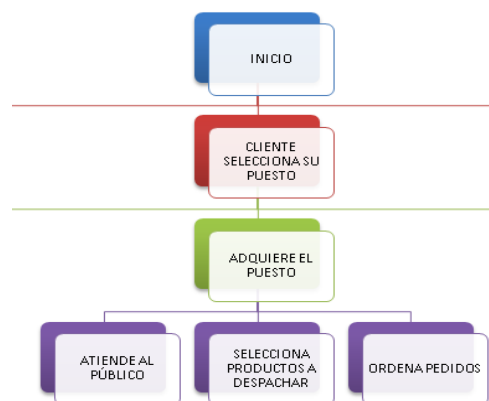 INICIO
CLIENTE
SELECCIONA SU
PUESTO
ADQUIERE EL
PUESTO
ATIENDE AL
PÚBLICO
SELECCIONA
PRODUCTOS A
DESPACHAR
ORDENA PEDIDOS